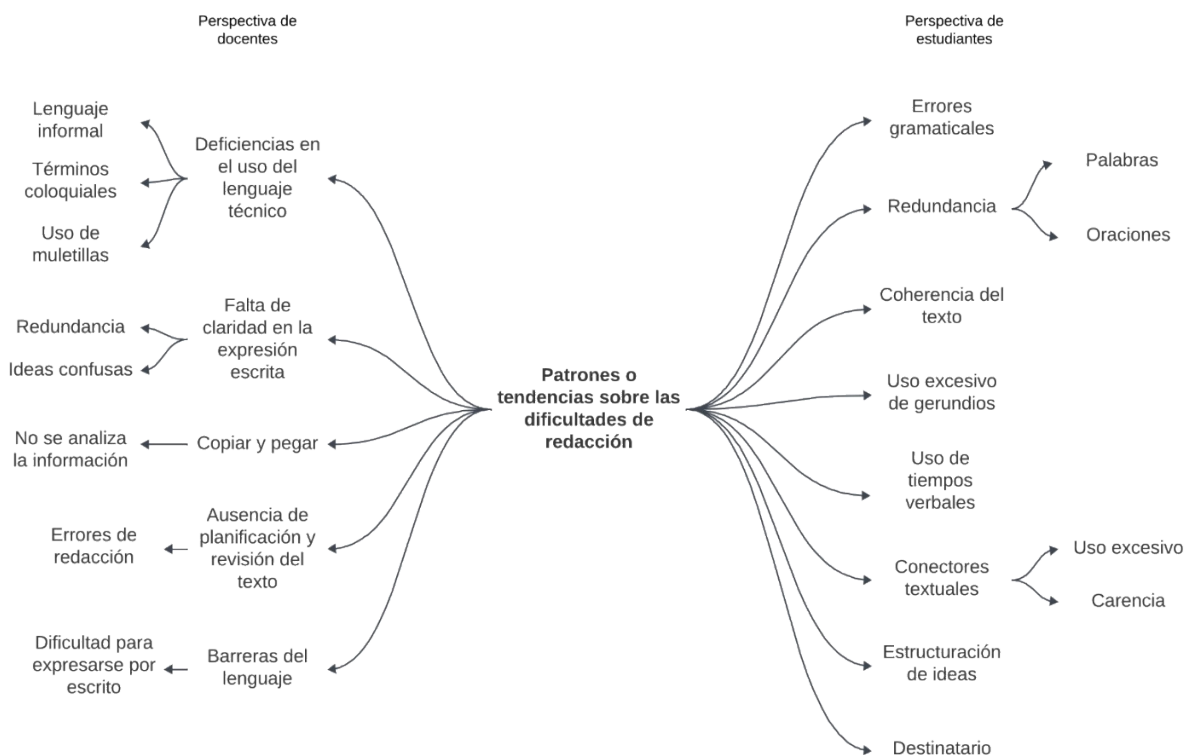 Perspectiva de
docentes
Lenguaje
informal
Términos
coloquiales
Uso de
muletillas
Deficiencias en
el uso del
lenguaje
técnico
Redundancia
Ideas confusas
Falta de
claridad en la
expresión
escrita
No se analiza
la información
Copiar y pegar
Errores de
redacción
Ausencia de
planificación y
revisión del
texto
Dificultad para
expresarse por
escrito
Barreras del
lenguaje
Patrones o
tendencias sobre las
dificultades de
redacción
Perspectiva de
estudiantes
Errores
gramaticales
Redundancia
Palabras
Oraciones
Coherencia del
texto
Uso excesivo
de gerundios
Uso de
tiempos
verbales
Conectores
textuales
Uso excesivo
Carencia
Estructuración
de ideas
Destinatario